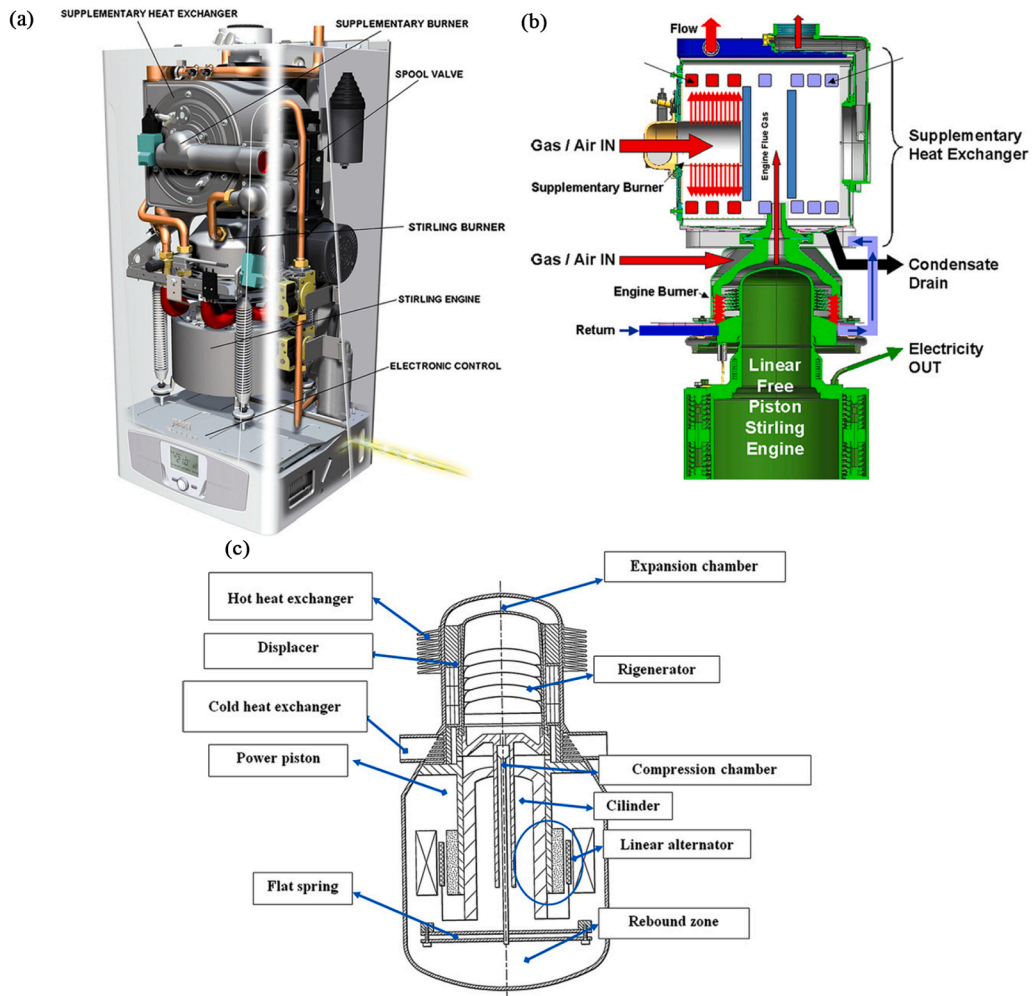 (a)
SUPPLEMENTARY HEAT EXCHANGER
SUPPLEMENTARY BURNER
SPOOL VALVE
STIRLING BURNER
STIRLING ENGINE
ELECTRONIC CONTROL
(b)
Flow
Gas / Air IN
Supplementary Burner
Engine Flue Gas
Supplementary
Heat Exchanger
Gas / Air IN
Engine Burner
Condensate
Drain
Return
Electricity
OUT
Linear
Free
Piston
Stirling
Engine
(c)
Expansion chamber
Hot heat exchanger
Displacer
Rigenerator
Cold heat exchanger
Power piston
Compression chamber
Cilinder
Linear alternator
Flat spring
Rebound zone